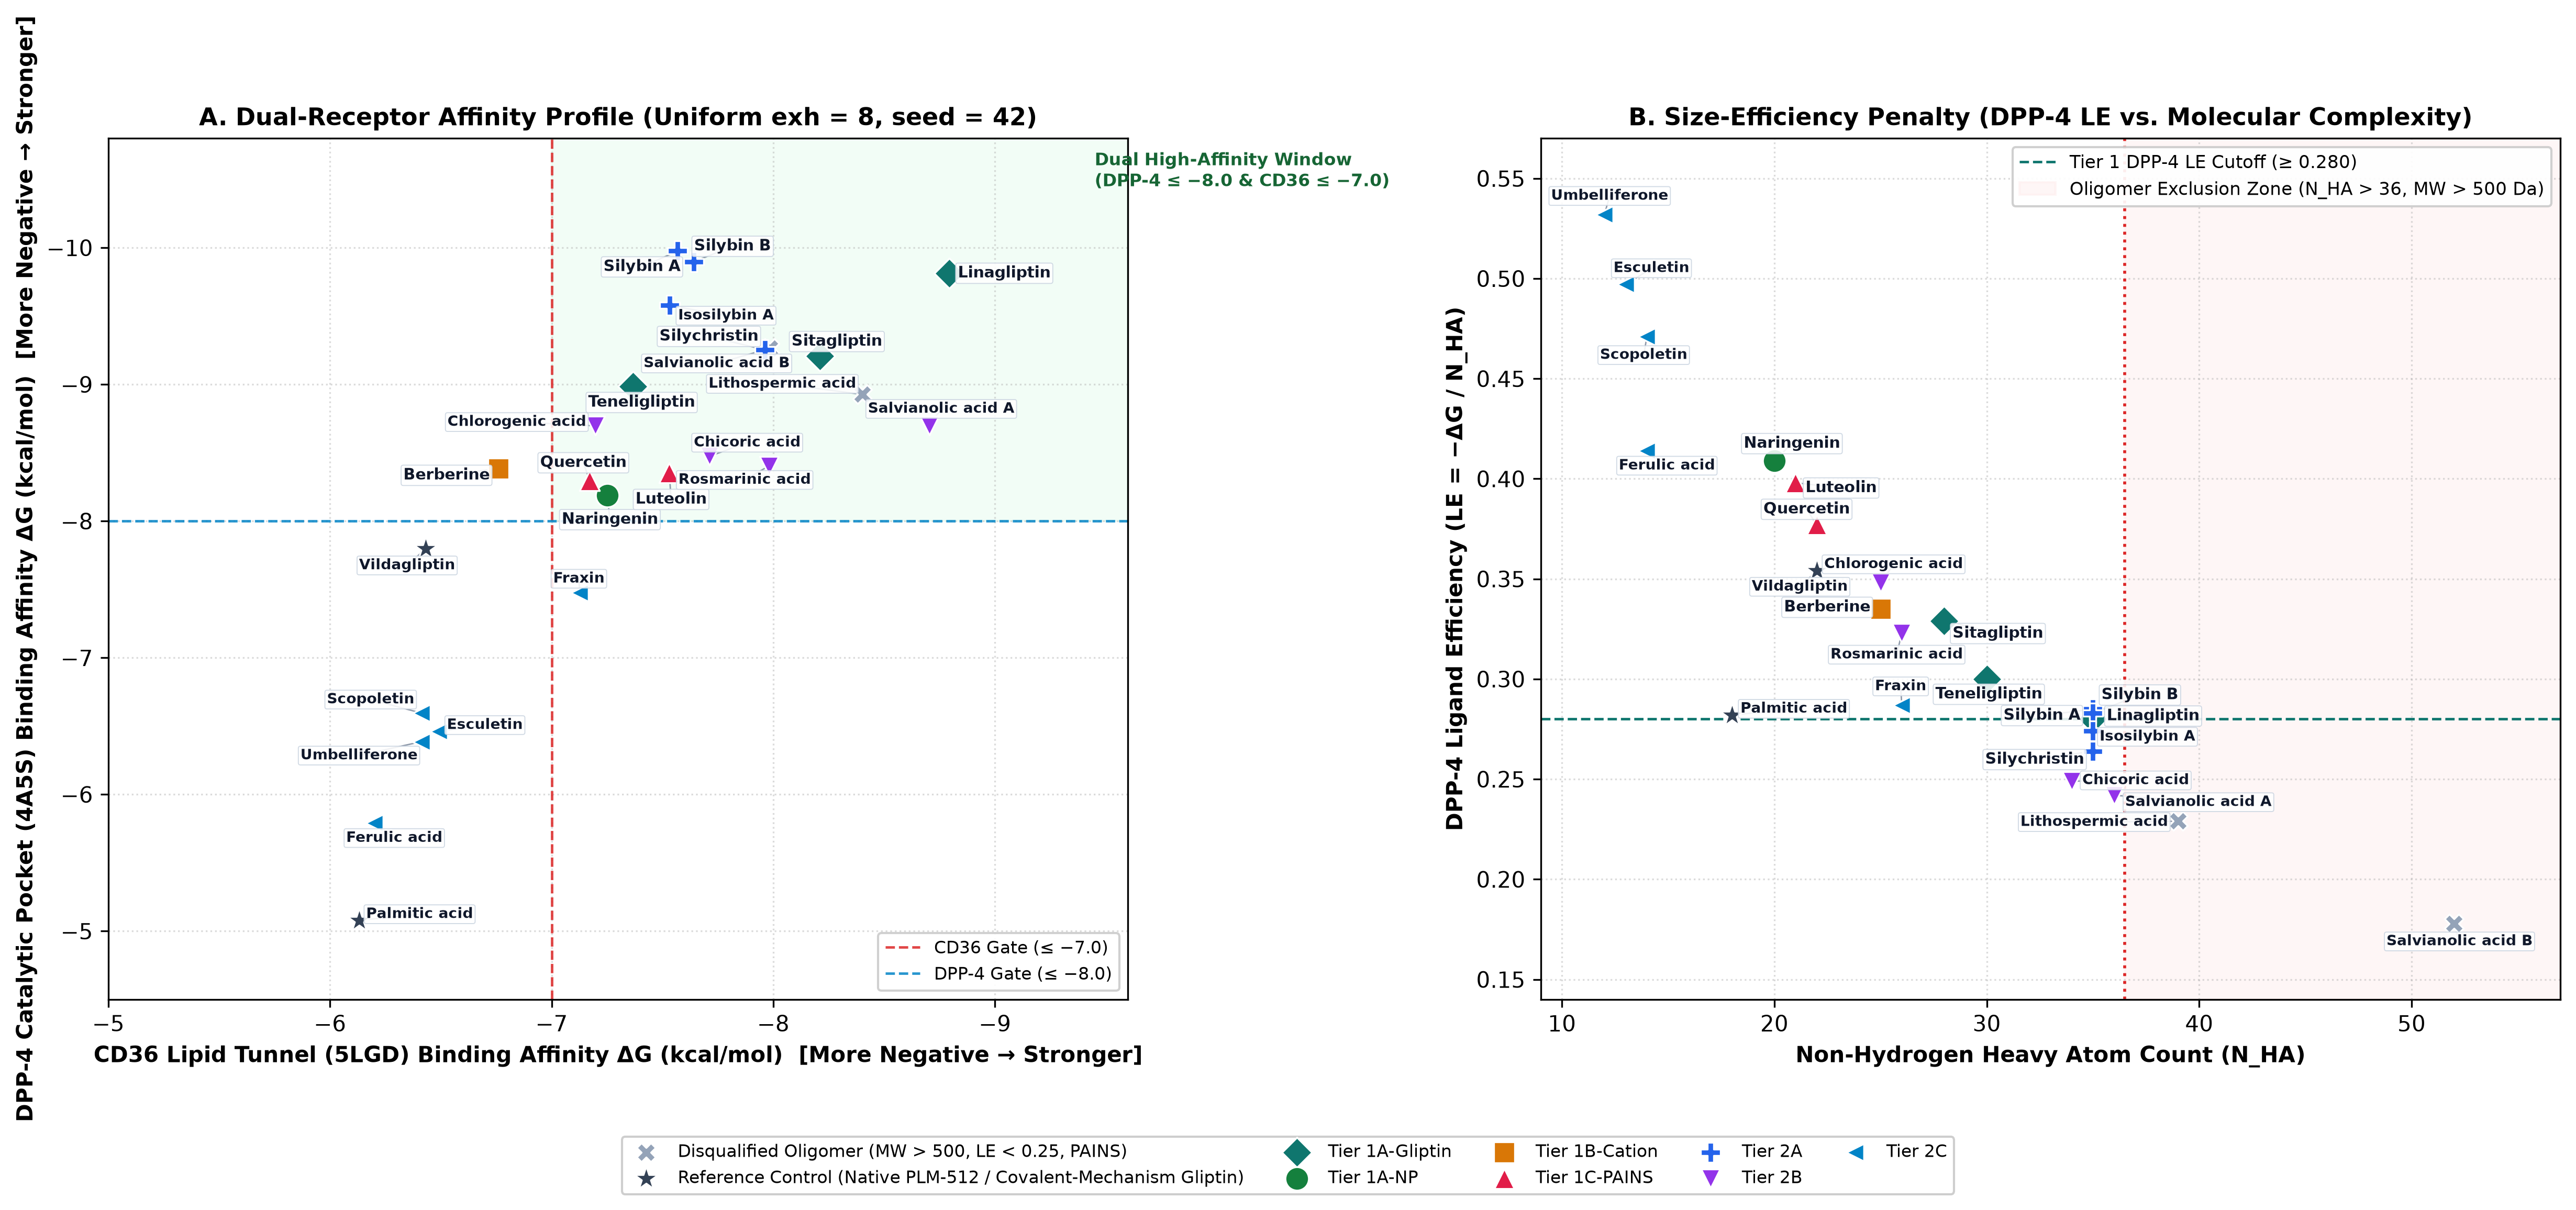 A. Dual-Receptor Affinity Profile (Uniform exh = 8, seed = 42)
DPP-4 Catalytic Pocket (4A5S) Binding Affinity ΔG (kcal/mol)  [More Negative → Stronger]
Dual High-Affinity Window
(DPP-4 ≤ −8.0 & CD36 ≤ −7.0)
−10
−9
−8
−7
−6
−5
Silybin B
Silybin A
Linagliptin
Isosilybin A
Silychristin
Sitagliptin
Salvianolic acid B
Lithospermic acid
Teneligliptin
Salvianolic acid A
Chlorogenic acid
Chicoric acid
Quercetin
Berberine
Rosmarinic acid
Luteolin
Naringenin
Vildagliptin
Fraxin
Scopoletin
Esculetin
Umbelliferone
Ferulic acid
Palmitic acid
CD36 Gate (≤ −7.0)
DPP-4 Gate (≤ −8.0)
−5
−6
−7
−8
−9
CD36 Lipid Tunnel (5LGD) Binding Affinity ΔG (kcal/mol)  [More Negative → Stronger]
B. Size-Efficiency Penalty (DPP-4 LE vs. Molecular Complexity)
DPP-4 Ligand Efficiency (LE = −ΔG / N_HA)
Tier 1 DPP-4 LE Cutoff (≥ 0.280)
Oligomer Exclusion Zone (N_HA > 36, MW > 500 Da)
0.55
0.50
0.45
0.40
0.35
0.30
0.25
0.20
0.15
Umbelliferone
Esculetin
Scopoletin
Naringenin
Ferulic acid
Luteolin
Quercetin
Chlorogenic acid
Vildagliptin
Berberine
Sitagliptin
Rosmarinic acid
Fraxin
Teneligliptin
Silybin B
Palmitic acid
Silybin A
Linagliptin
Isosilybin A
Silychristin
Chicoric acid
Salvianolic acid A
Lithospermic acid
Salvianolic acid B
10
20
30
40
50
Non-Hydrogen Heavy Atom Count (N_HA)
Disqualified Oligomer (MW > 500, LE < 0.25, PAINS)
Reference Control (Native PLM-512 / Covalent-Mechanism Gliptin)
Tier 1A-Gliptin
Tier 1A-NP
Tier 1B-Cation
Tier 1C-PAINS
Tier 2A
Tier 2B
Tier 2C